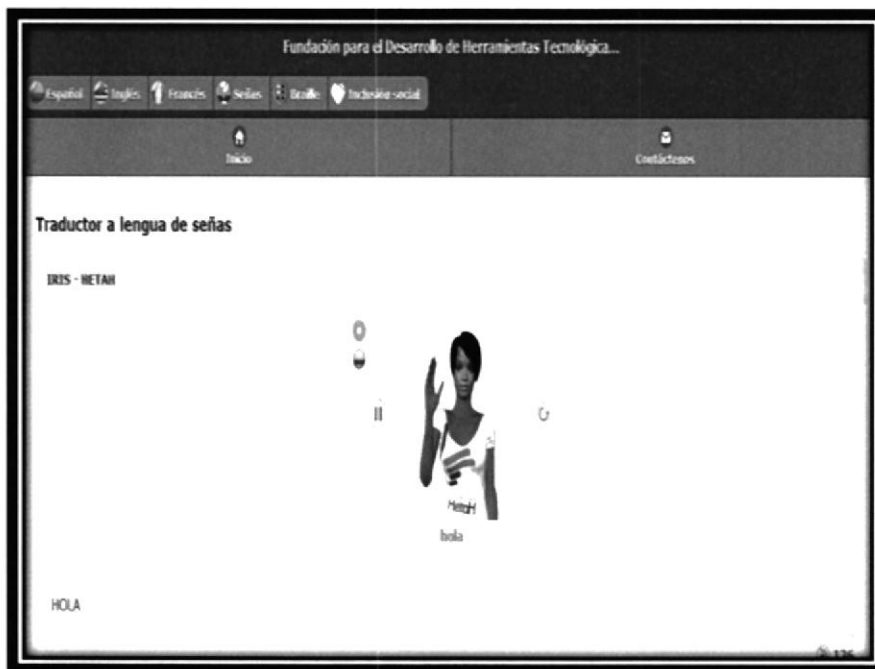 Fundación para el Desarrollo de Herramientas Tecnológica...
Español Inglés Francés Señas Braille Inclusión social
Inicio Contáctenos
Traductor a lengua de señas
IRIS - HETAH
HetaH
hola
HOLA
126